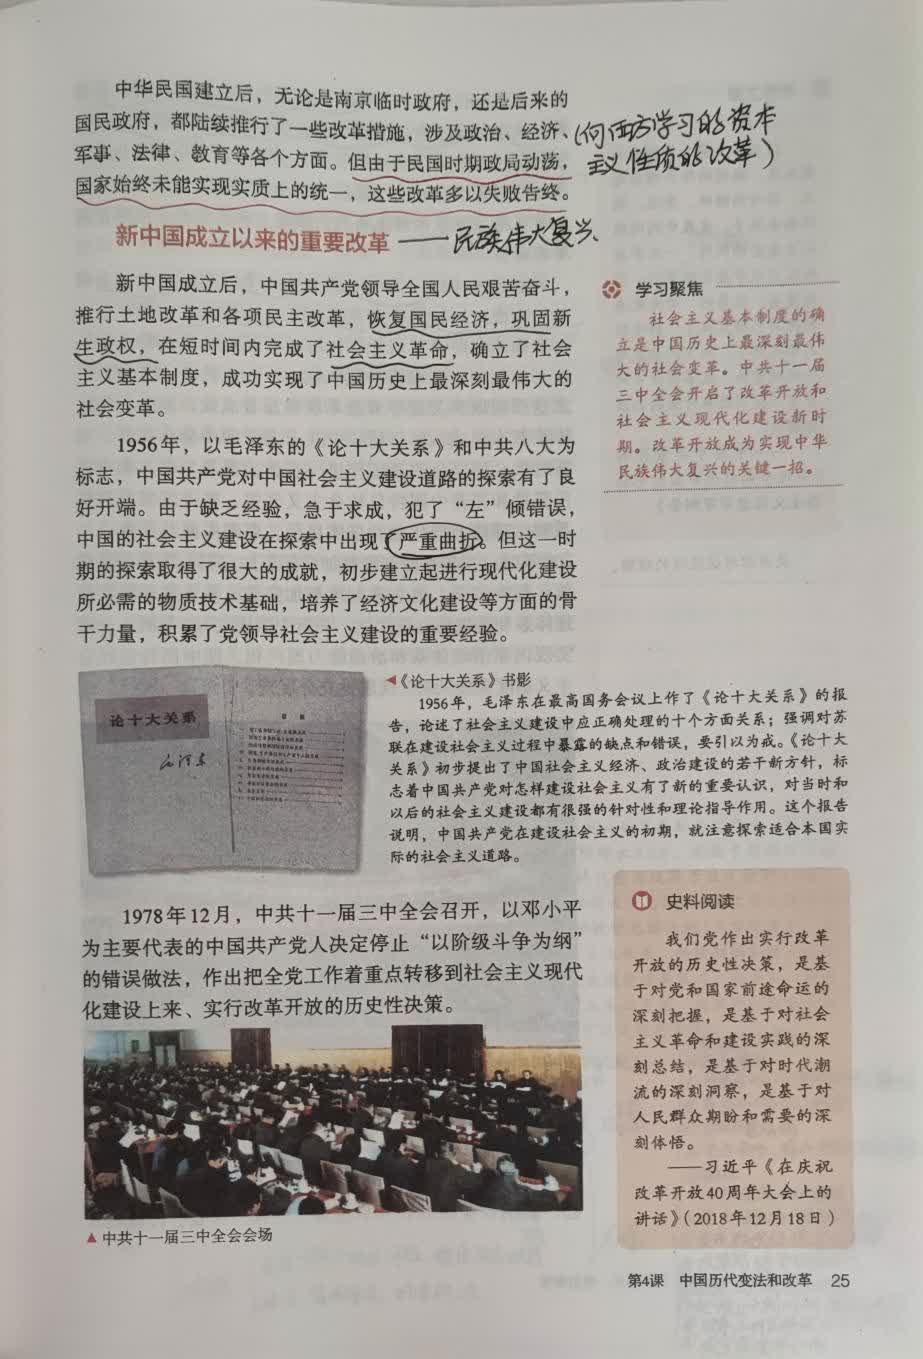 中华民国建立后，无论是南京临时政府，还是后来的
国民政府，都陆续推行了一些改革措施，涉及政治、经济、
军事、法律、教育等各个方面。但由于民国时期政局动荡，
国家始终未能实现实质上的统一，这些改革多以失败告终。
（向西方学习的资本
主义性质的改革）
新中国成立以来的重要改革 ——民族伟大复兴、
新中国成立后，中国共产党领导全国人民艰苦奋斗，
推行土地改革和各项民主改革，恢复国民经济，巩固新
生政权，在短时间内完成了社会主义革命，确立了社会
主义基本制度，成功实现了中国历史上最深刻最伟大的
社会变革。
学习聚焦
社会主义基本制度的确
立是中国历史上最深刻最伟
大的社会变革。中共十一届
三中全会开启了改革开放和
社会主义现代化建设新时
期。改革开放成为实现中华
民族伟大复兴的关键一招。
1956年，以毛泽东的《论十大关系》和中共八大为
标志，中国共产党对中国社会主义建设道路的探索有了良
好开端。由于缺乏经验，急于求成，犯了“左”倾错误，
中国的社会主义建设在探索中出现了严重曲折。但这一时
期的探索取得了很大的成就，初步建立起进行现代化建设
所必需的物质技术基础，培养了经济文化建设等方面的骨
干力量，积累了党领导社会主义建设的重要经验。
论十大关系
毛泽东
目录
◀《论十大关系》书影
1956年，毛泽东在最高国务会议上作了《论十大关系》的报
告，论述了社会主义建设中应正确处理的十个方面关系；强调对苏
联在建设社会主义过程中暴露的缺点和错误，要引以为戒。《论十大
关系》初步提出了中国社会主义经济、政治建设的若干新方针，标
志着中国共产党对怎样建设社会主义有了新的重要认识，对当时和
以后的社会主义建设都有很强的针对性和理论指导作用。这个报告
说明，中国共产党在建设社会主义的初期，就注意探索适合本国实
际的社会主义道路。
1978年12月，中共十一届三中全会召开，以邓小平
为主要代表的中国共产党人决定停止“以阶级斗争为纲”
的错误做法，作出把全党工作着重点转移到社会主义现代
化建设上来、实行改革开放的历史性决策。
▲中共十一届三中全会会场
史料阅读
我们党作出实行改革
开放的历史性决策，是基
于对党和国家前途命运的
深刻把握，是基于对社会
主义革命和建设实践的深
刻总结，是基于对时代潮
流的深刻洞察，是基于对
人民群众期盼和需要的深
刻体悟。
——习近平《在庆祝
改革开放40周年大会上的
讲话》（2018年12月18日）
第4课 中国历代变法和改革 25